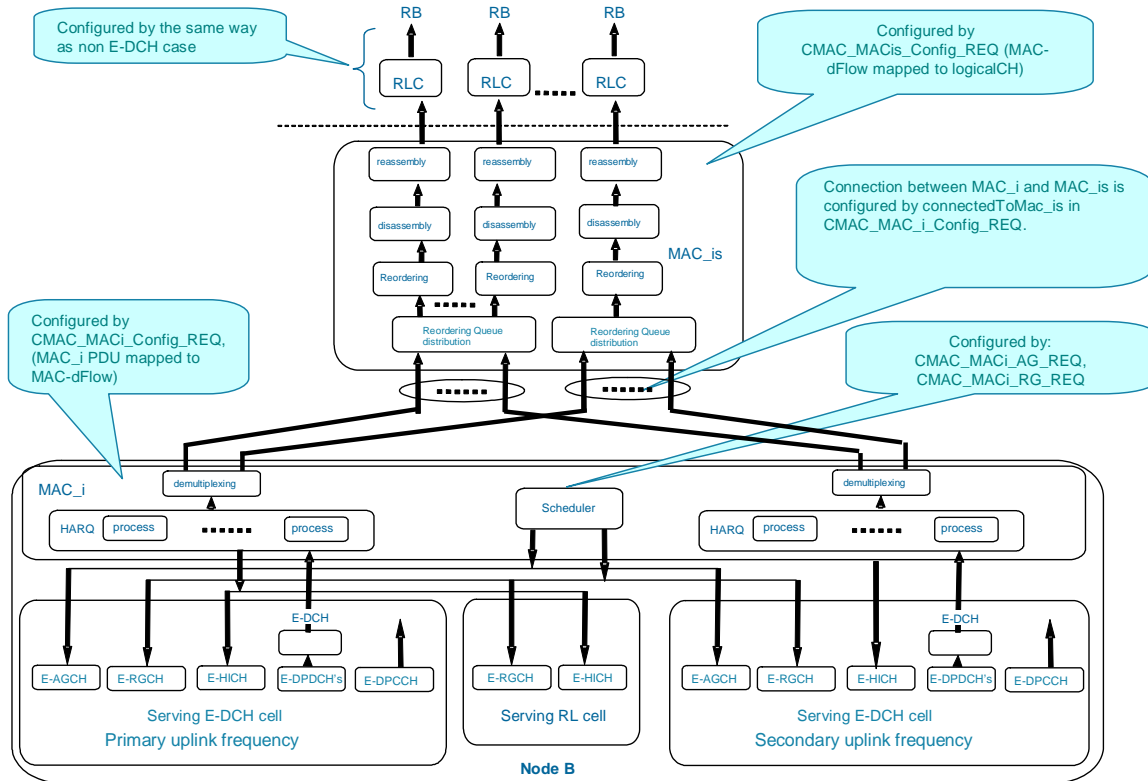 RB
RB
RB
Configured by the same way
as non E-DCH case
Configured by
CMAC_MACis_Config_REQ (MAC-
dFlow mapped to logicalCH)
RLC
RLC
RLC
reassembly
reassembly
reassembly
Connection between MAC_i and MAC_is is
configured by connectedToMac_is in
CMAC_MAC_i_Config_REQ.
disassembly
disassembly
disassembly
MAC_is
Reordering
Reordering
Reordering
Configured by
CMAC_MACi_Config_REQ,
(MAC_i PDU mapped to
MAC-dFlow)
Reordering Queue
distribution
Reordering Queue
distribution
Configured by:
CMAC_MACi_AG_REQ,
CMAC_MACi_RG_REQ
MAC_i
demultiplexing
demultiplexing
Scheduler
HARQ
process
process
HARQ
process
process
E-DCH
E-DCH
E-AGCH
E-RGCH
E-HICH
E-DPDCH's
E-DPCCH
E-RGCH
E-HICH
E-AGCH
E-RGCH
E-HICH
E-DPDCH's
E-DPCCH
Serving E-DCH cell
Primary uplink frequency
Serving RL cell
Serving E-DCH cell
Secondary uplink frequency
Node B